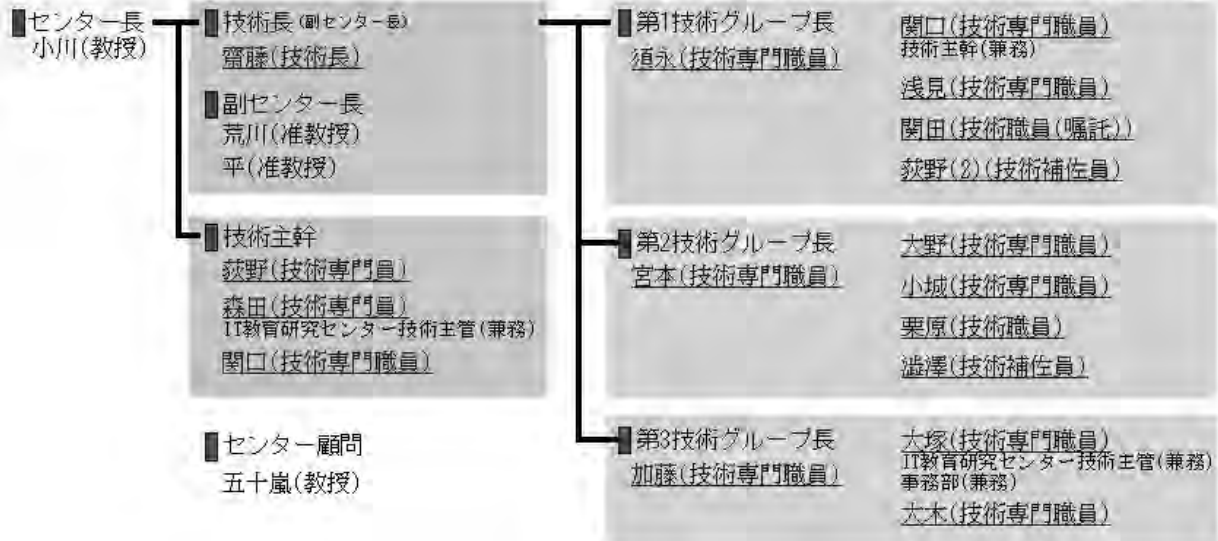 センター長
小川(教授)
技術長(副センター長)
齋藤(技術長)
副センター長
荒川(准教授)
平(准教授)
技術主幹
荻野(技術専門員)
森田(技術専門員)
IT教育研究センター技術主管(兼務)
関口(技術専門職員)
センター顧問
五十嵐(教授)
第1技術グループ長
須永(技術専門職員)
関口(技術専門職員)
技術主幹(兼務)
浅見(技術専門職員)
関田(技術職員(嘱託))
荻野(2)(技術補佐員)
第2技術グループ長
宮本(技術専門職員)
大野(技術専門職員)
小城(技術専門職員)
栗原(技術職員)
澁澤(技術補佐員)
第3技術グループ長
加藤(技術専門職員)
大塚(技術専門職員)
IT教育研究センター技術主管(兼務)
事務部(兼務)
大木(技術専門職員)